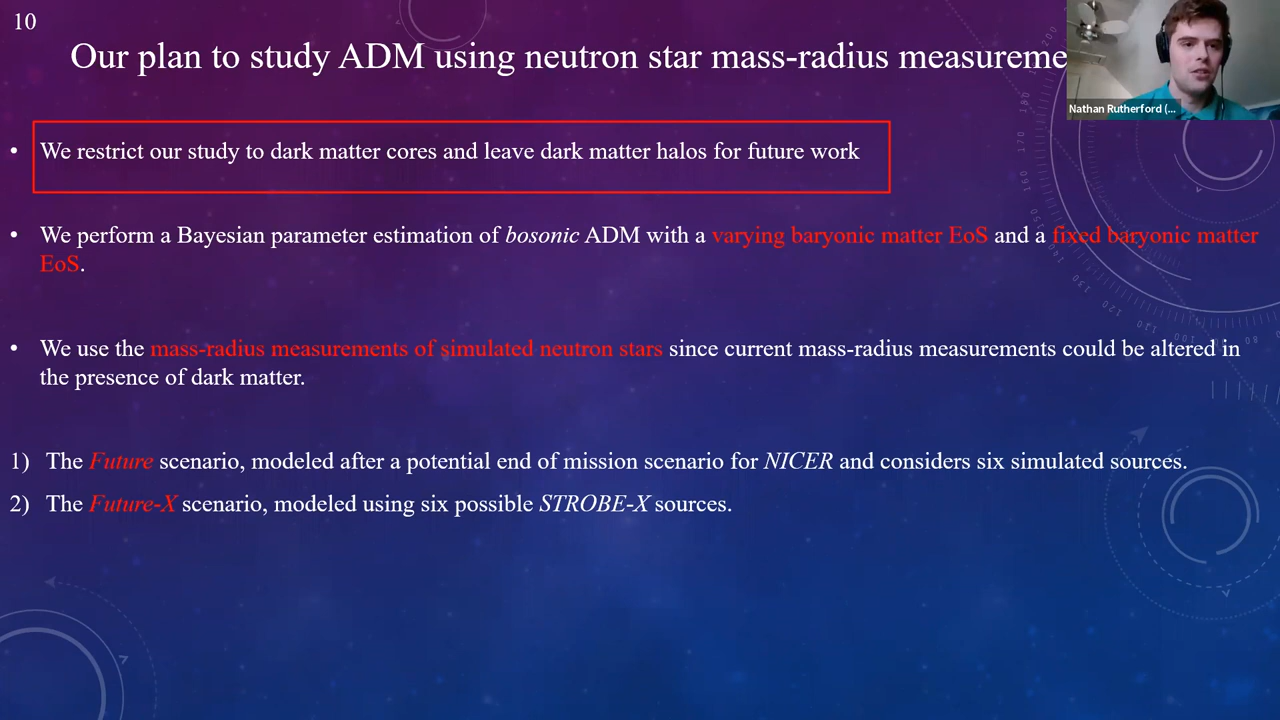 10
Our plan to study ADM using neutron star mass-radius measureme
Nathan Rutherford (...
• We restrict our study to dark matter cores and leave dark matter halos for future work
• We perform a Bayesian parameter estimation of bosonic ADM with a varying baryonic matter EoS and a fixed baryonic matter
EoS.
• We use the mass-radius measurements of simulated neutron stars since current mass-radius measurements could be altered in
the presence of dark matter.
1) The Future scenario, modeled after a potential end of mission scenario for NICER and considers six simulated sources.
2) The Future-X scenario, modeled using six possible STROBE-X sources.